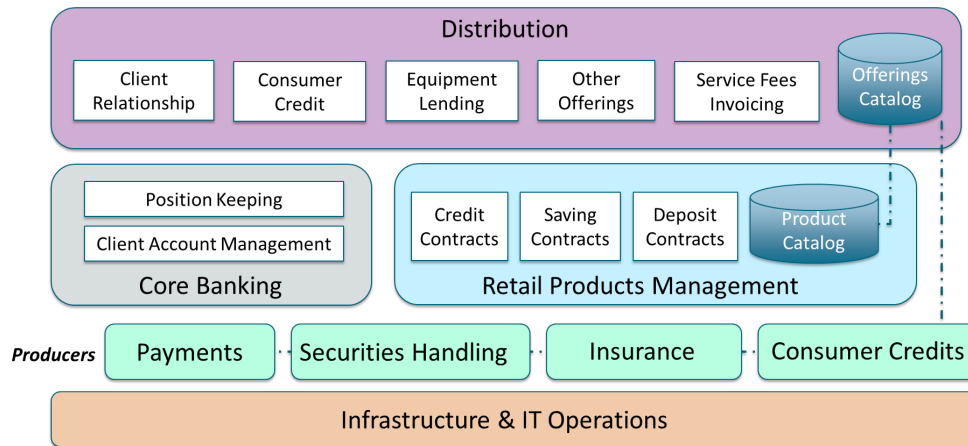 Distribution
Client
Relationship
Consumer
Credit
Equipment
Lending
Other
Offerings
Service Fees
Invoicing
Offerings
Catalog
Position Keeping
Client Account Management
Core Banking
Credit
Contracts
Saving
Contracts
Deposit
Contracts
Product
Catalog
Retail Products Management
Producers
Payments
Securities Handling
Insurance
Consumer Credits
Infrastructure & IT Operations